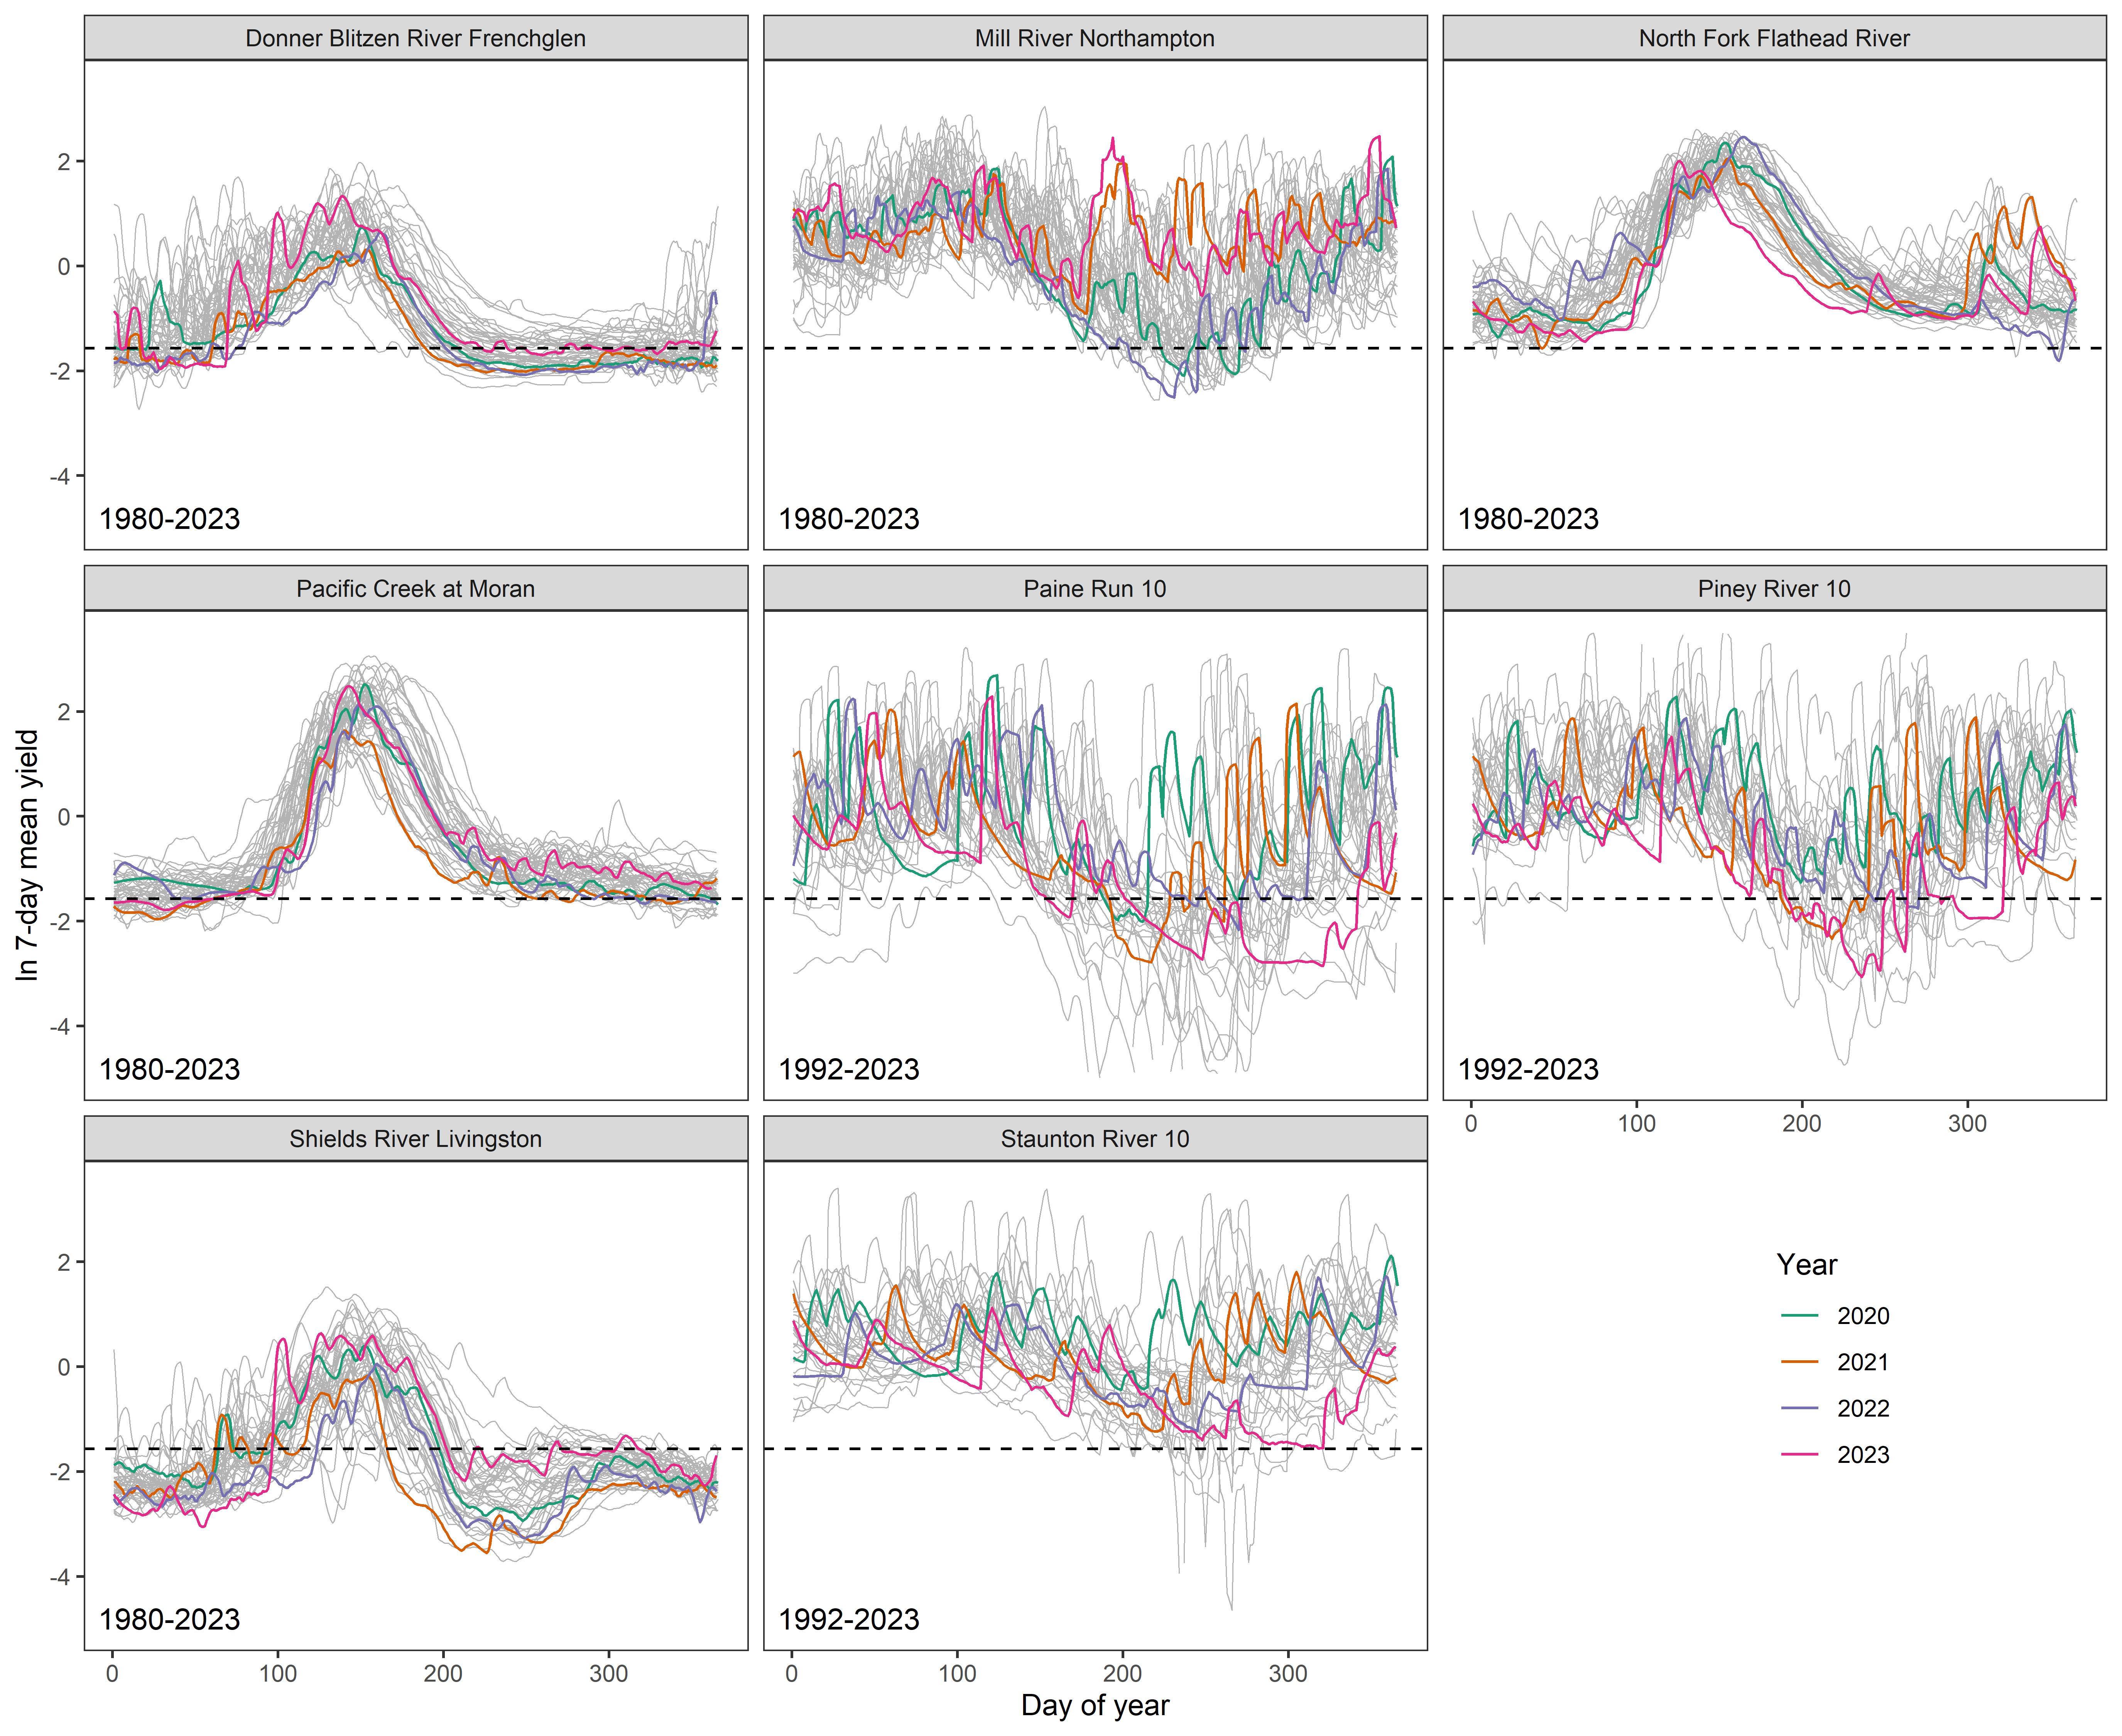 Donner Blitzen River Frenchglen
Mill River Northampton
North Fork Flathead River
2
0
-2
-4
1980-2023
1980-2023
1980-2023
Pacific Creek at Moran
Paine Run 10
Piney River 10
2
0
-2
-4
1980-2023
1992-2023
1992-2023
0 100 200 300
Shields River Livingston
Staunton River 10
2
0
-2
-4
1980-2023
1992-2023
0 100 200 300
0 100 200 300
ln 7-day mean yield
Day of year
Year
2020
2021
2022
2023